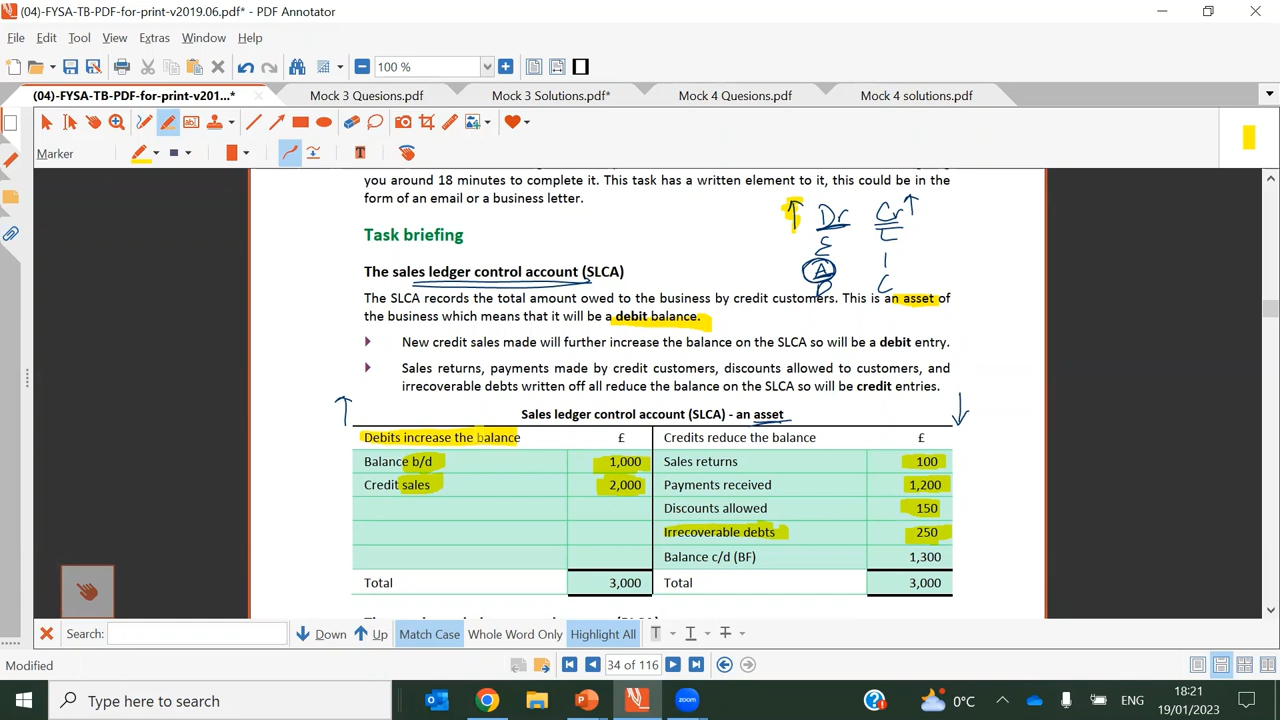 (04)-FYSA-TB-PDF-for-print-v2019.06.pdf* - PDF Annotator
File Edit Tool View Extras Window Help
100 %
(04)-FYSA-TB-PDF-for-print-v201...* Mock 3 Quesions.pdf Mock 3 Solutions.pdf* Mock 4 Quesions.pdf Mock 4 solutions.pdf
Marker
you around 18 minutes to complete it. This task has a written element to it, this could be in the
form of an email or a business letter.
Dr Cr
E L
A I
D C
Task briefing
The sales ledger control account (SLCA)
The SLCA records the total amount owed to the business by credit customers. This is an asset of
the business which means that it will be a debit balance.
New credit sales made will further increase the balance on the SLCA so will be a debit entry.
Sales returns, payments made by credit customers, discounts allowed to customers, and
irrecoverable debts written off all reduce the balance on the SLCA so will be credit entries.
Sales ledger control account (SLCA) - an asset
Debits increase the balance £ Credits reduce the balance £
Balance b/d 1,000 Sales returns 100
Credit sales 2,000 Payments received 1,200
Discounts allowed 150
Irrecoverable debts 250
Balance c/d (BF) 1,300
Total 3,000 Total 3,000
Search: Down Up Match Case Whole Word Only Highlight All
Modified 34 of 116
Type here to search 0°C ENG 18:21
19/01/2023